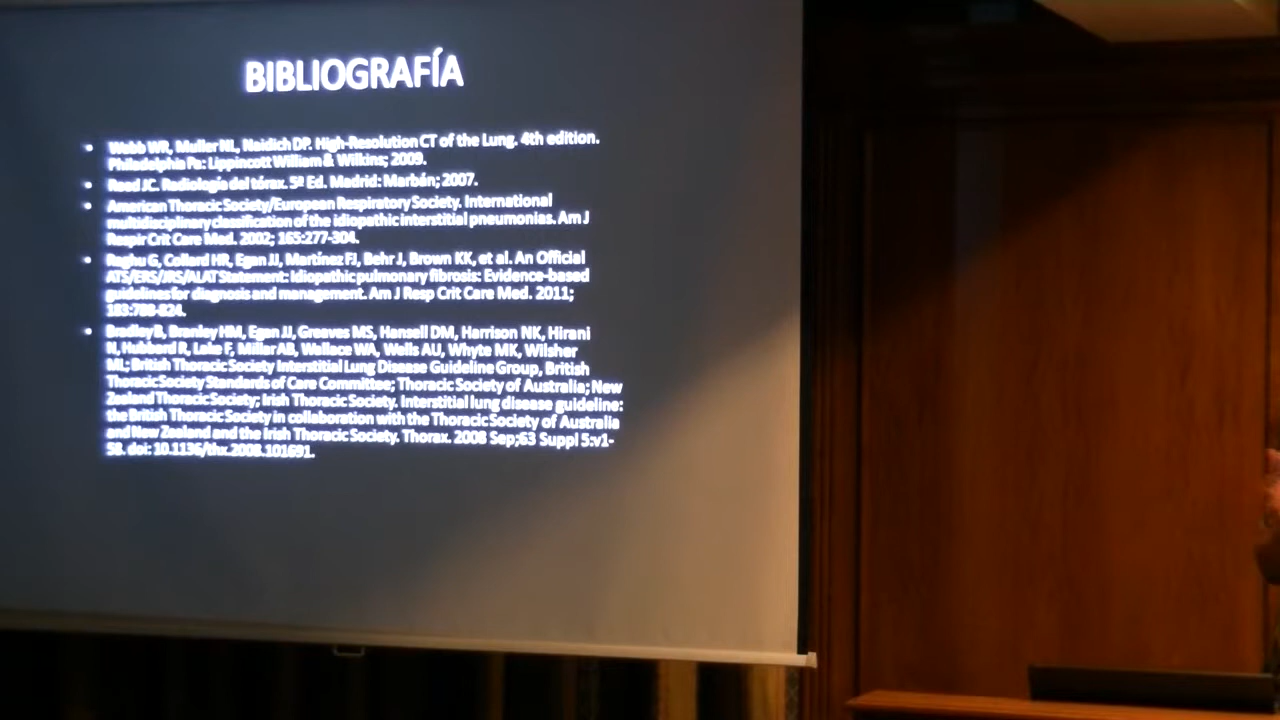 BIBLIOGRAFÍA
• Webb WR, Muller NL, Naidich DP. High-Resolution CT of the Lung. 4th edition.
Philadelphia Pa: Lippincott William & Wilkins; 2009.
• Reed JC. Radiología del tórax. 5ª Ed. Madrid: Marbán; 2007.
• American Thoracic Society/European Respiratory Society. International
multidisciplinary classification of the idiopathic interstitial pneumonias. Am J
Respir Crit Care Med. 2002; 165:277-304.
• Raghu G, Collard HR, Egan JJ, Martínez FJ, Behr J, Brown KK, et al. An Official
ATS/ERS/JRS/ALAT Statement: Idiopathic pulmonary fibrosis: Evidence-based
guidelines for diagnosis and management. Am J Resp Crit Care Med. 2011;
183:788-824.
• Bradley B, Branley HM, Egan JJ, Greaves MS, Hansell DM, Harrison NK, Hirani
N, Hubbard R, Lake F, Millar AB, Wallace WA, Wells AU, Whyte MK, Wilsher
ML; British Thoracic Society Interstitial Lung Disease Guideline Group, British
Thoracic Society Standards of Care Committee; Thoracic Society of Australia; New
Zealand Thoracic Society; Irish Thoracic Society. Interstitial lung disease guideline:
the British Thoracic Society in collaboration with the Thoracic Society of Australia
and New Zealand and the Irish Thoracic Society. Thorax. 2008 Sep;63 Suppl 5:v1-
58. doi: 10.1136/thx.2008.101691.